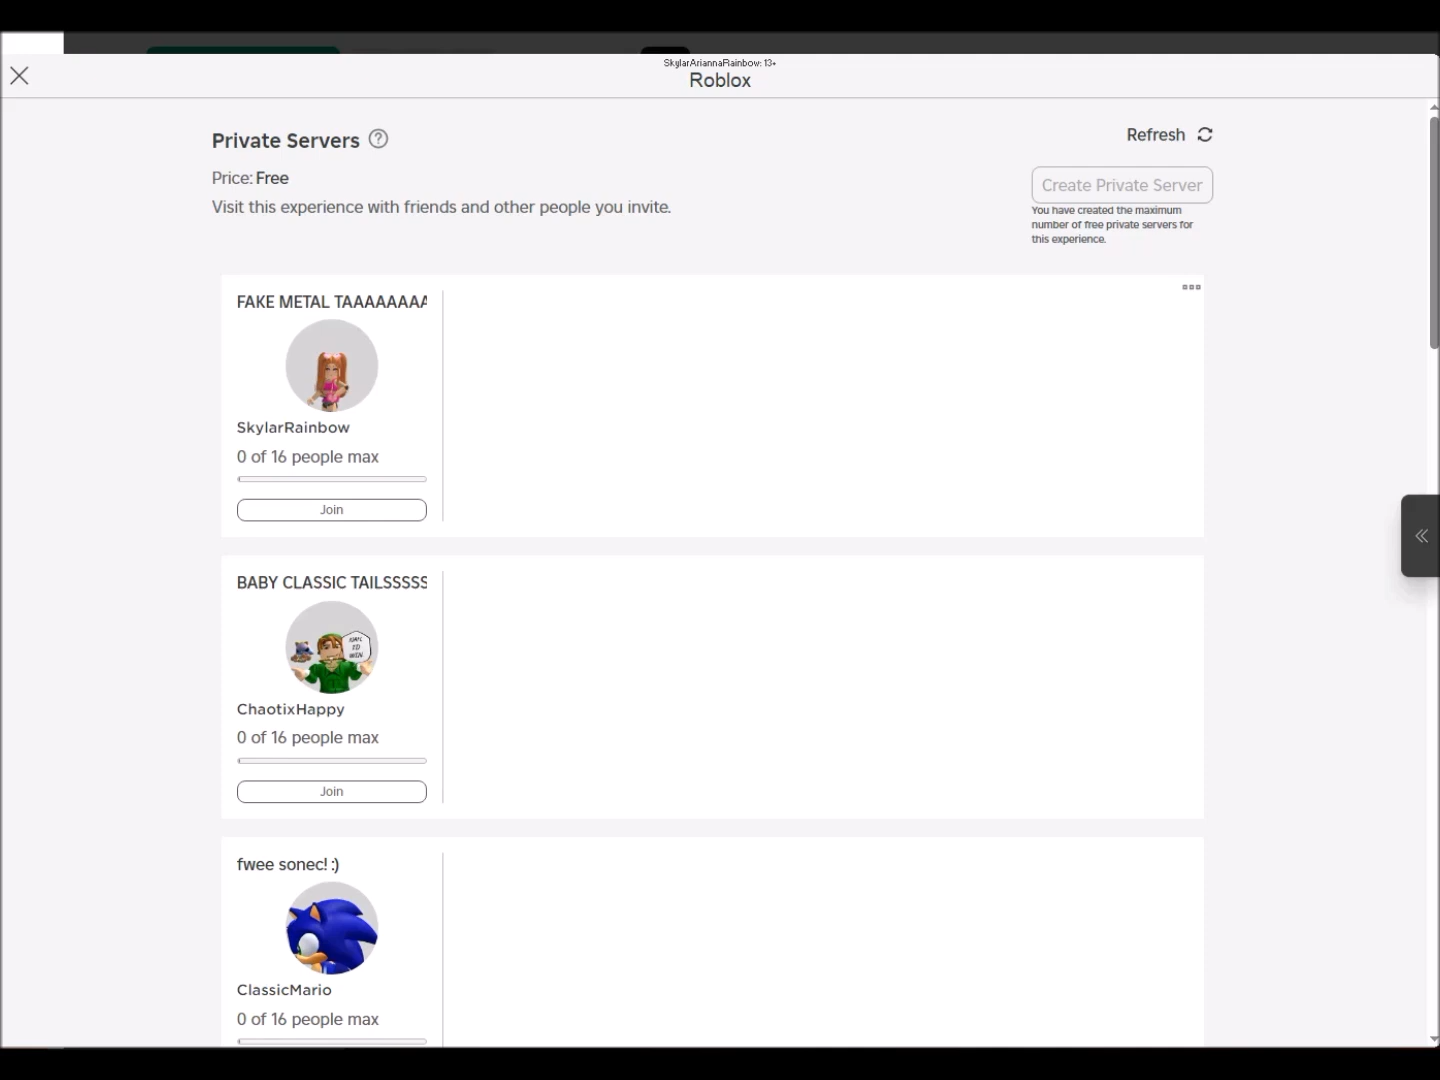 SkylarAriannaRainbow: 13+
Roblox
Private Servers
Refresh
Price: Free
Create Private Server
Visit this experience with friends and other people you invite.
You have created the maximum
number of free private servers for
this experience.
FAKE METAL TAAAAAAAA
SkylarRainbow
0 of 16 people max
Join
BABY CLASSIC TAILSSSSS
ChaotixHappy
0 of 16 people max
Join
fwee sonec! :)
ClassicMario
0 of 16 people max